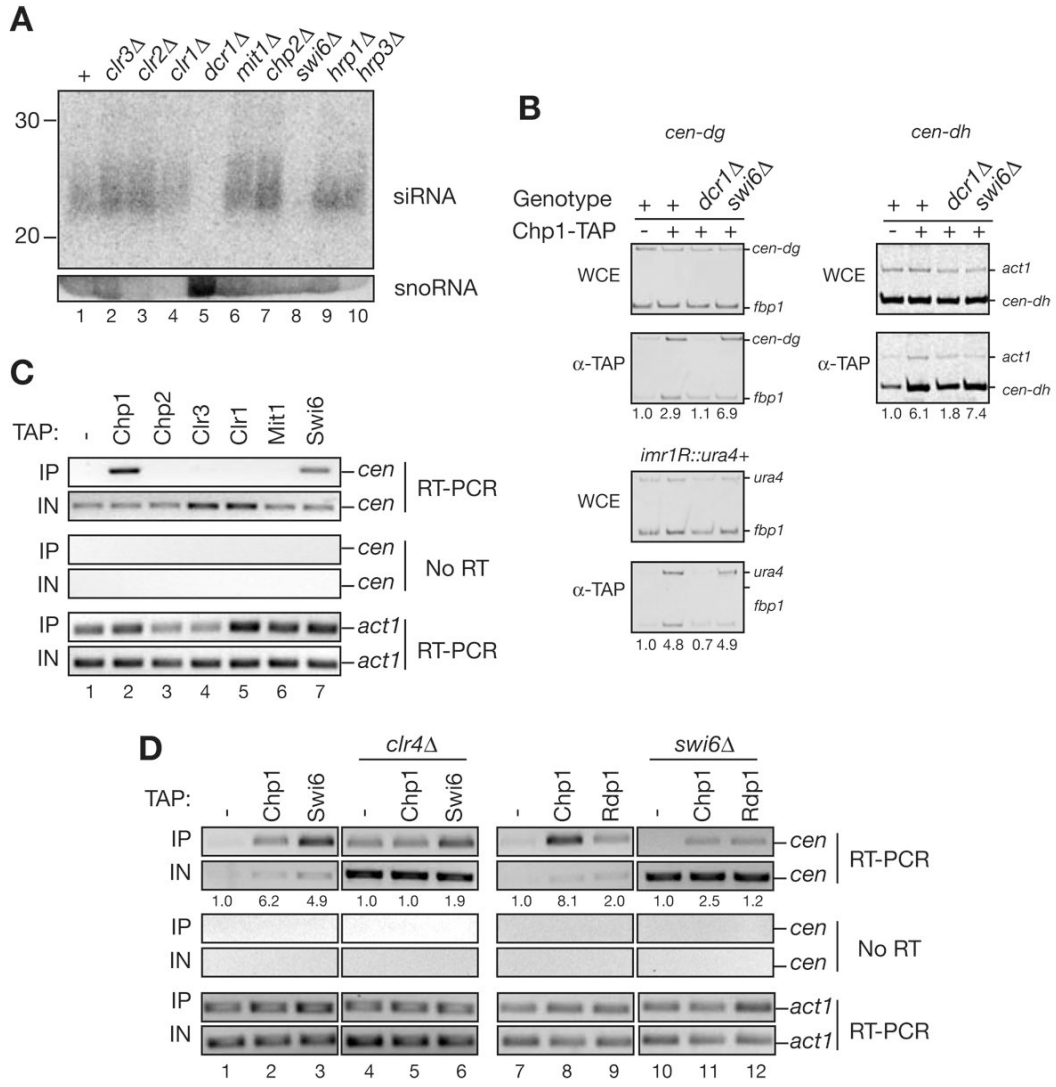 A
+ clr3Δ clr2Δ clr1Δ dcr1Δ mit1Δ chp2Δ swi6Δ hrp1Δ hrp3Δ
30
20
siRNA
snoRNA
1 2 3 4 5 6 7 8 9 10
B
cen-dg
Genotype + + dcr1Δ swi6Δ
Chp1-TAP - + + +
WCE
cen-dg
fbp1
α-TAP
cen-dg
fbp1
1.0 2.9 1.1 6.9
cen-dh
+ + dcr1Δ swi6Δ
- + + +
WCE
act1
cen-dh
α-TAP
act1
cen-dh
1.0 6.1 1.8 7.4
imr1R::ura4+
WCE
ura4
fbp1
α-TAP
ura4
fbp1
1.0 4.8 0.7 4.9
C
TAP: - Chp1 Chp2 Clr3 Clr1 Mit1 Swi6
IP cen
IN cen
RT-PCR
IP cen
IN cen
No RT
IP act1
IN act1
RT-PCR
1 2 3 4 5 6 7
D
clr4Δ swi6Δ
TAP: - Chp1 Swi6 - Chp1 Swi6 - Chp1 Rdp1 - Chp1 Rdp1
IP cen
IN cen
RT-PCR
1.0 6.2 4.9 1.0 1.0 1.9 1.0 8.1 2.0 1.0 2.5 1.2
IP cen
IN cen
No RT
IP act1
IN act1
RT-PCR
1 2 3 4 5 6 7 8 9 10 11 12